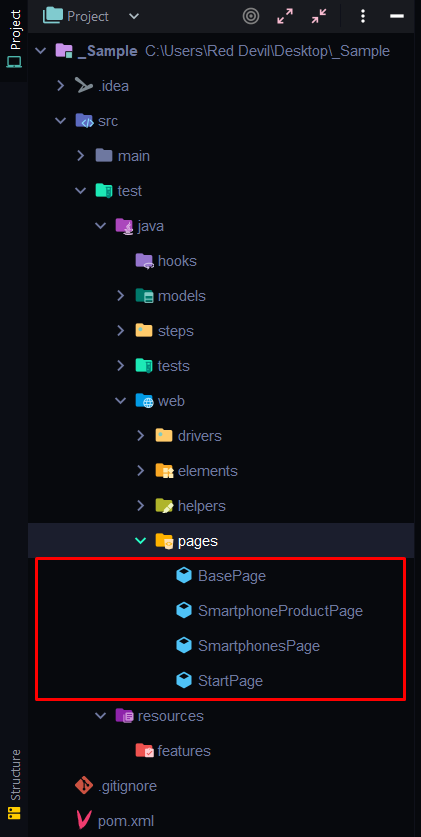 Project
Project
_Sample C:\Users\Red Devil\Desktop\_Sample
.idea
src
main
test
java
hooks
models
steps
tests
web
drivers
elements
helpers
pages
BasePage
SmartphoneProductPage
SmartphonesPage
StartPage
resources
features
.gitignore
pom.xml
Structure